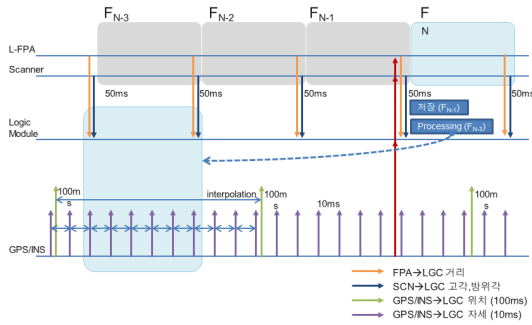 F N-3
F N-2
F N-1
F
N
L-FPA
Scanner
50ms
50ms
50ms
50ms
50ms
저장 (F N-1)
Processing (F N-3)
Logic
Module
100m
s
interpolation
100m
s
10ms
100m
s
GPS/INS
FPA→LGC 거리
SCN→LGC 고각,방위각
GPS/INS→LGC 위치 (100ms)
GPS/INS→LGC 자세 (10ms)